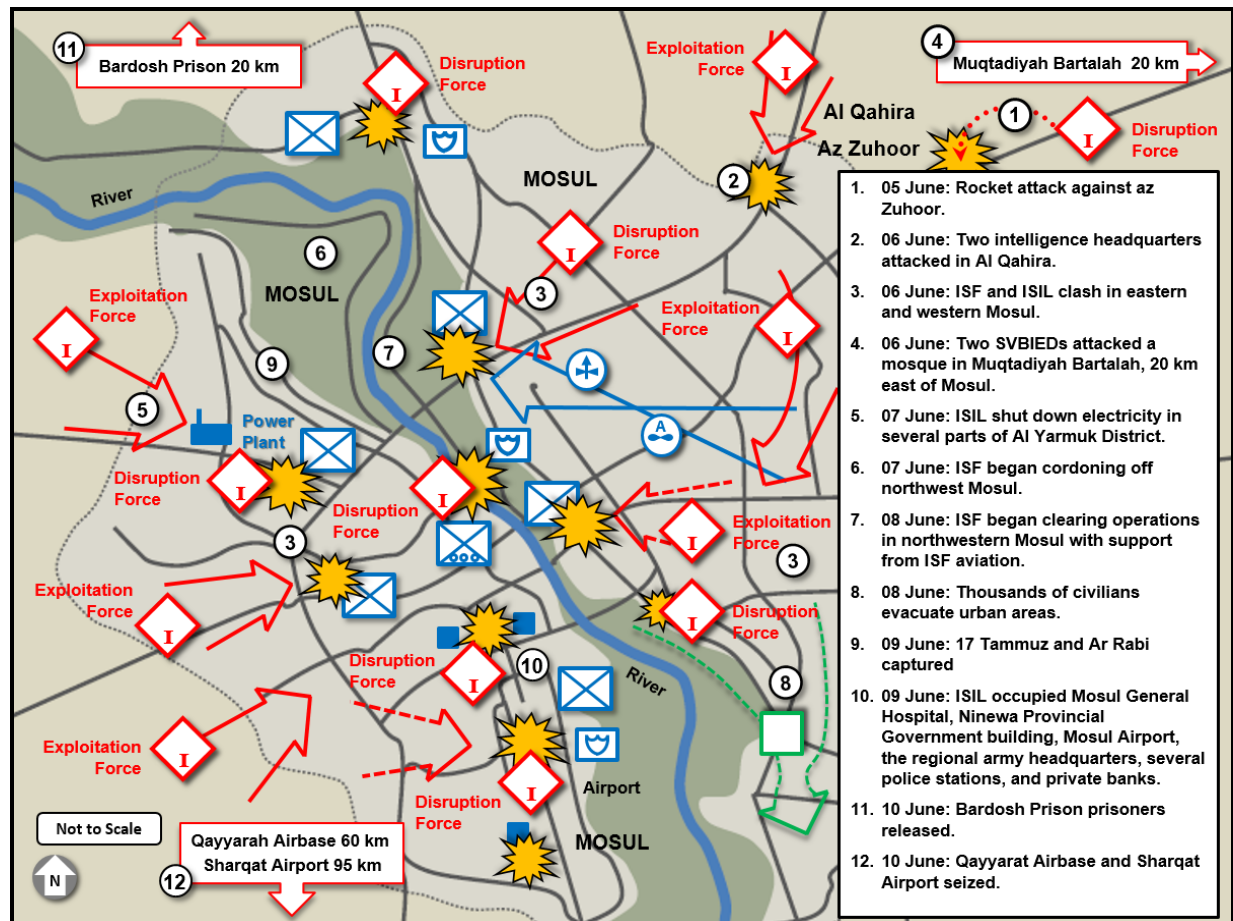 11
Bardosh Prison 20 km
Disruption
Force
I
Exploitation
Force
I
4
Muqtadiyah Bartalah 20 km
Al Qahira
Az Zuhoor
1
I
Disruption
Force
2
River
MOSUL
6
MOSUL
I
Disruption
Force
3
Exploitation
Force
I
Exploitation
Force
I
7
9
5
Power
Plant
A
Disruption
Force
I
Disruption
Force
I
3
I
Exploitation
Force
3
Exploitation
Force
I
I
Disruption
Force
Disruption
Force
I
10
River
8
Exploitation
Force
I
Disruption
Force
I
Airport
MOSUL
Not to Scale
N
Qayyarah Airbase 60 km
Sharqat Airport 95 km
12
1. 05 June: Rocket attack against az
Zuhoor.
2. 06 June: Two intelligence headquarters
attacked in Al Qahira.
3. 06 June: ISF and ISIL clash in eastern
and western Mosul.
4. 06 June: Two SVBIEDs attacked a
mosque in Muqtadiyah Bartalah, 20 km
east of Mosul.
5. 07 June: ISIL shut down electricity in
several parts of Al Yarmuk District.
6. 07 June: ISF began cordoning off
northwest Mosul.
7. 08 June: ISF began clearing operations
in northwestern Mosul with support
from ISF aviation.
8. 08 June: Thousands of civilians
evacuate urban areas.
9. 09 June: 17 Tammuz and Ar Rabi
captured
10. 09 June: ISIL occupied Mosul General
Hospital, Ninewa Provincial
Government building, Mosul Airport,
the regional army headquarters, several
police stations, and private banks.
11. 10 June: Bardosh Prison prisoners
released.
12. 10 June: Qayyarat Airbase and Sharqat
Airport seized.